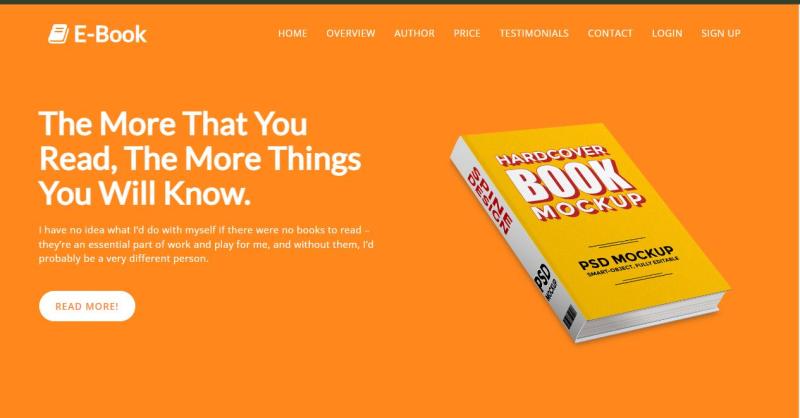 E-Book
HOME OVERVIEW AUTHOR PRICE TESTIMONIALS CONTACT LOGIN SIGN UP
The More That You
Read, The More Things
You Will Know.
I have no idea what I'd do with myself if there were no books to read –
they're an essential part of work and play for me, and without them, I'd
probably be a very different person.
READ MORE!
HARDCOVER
BOOK
MOCKUP
PSD MOCKUP
SMART-OBJECT, FULLY EDITABLE
SPINE
DESIGN
PSD
MOCKUP